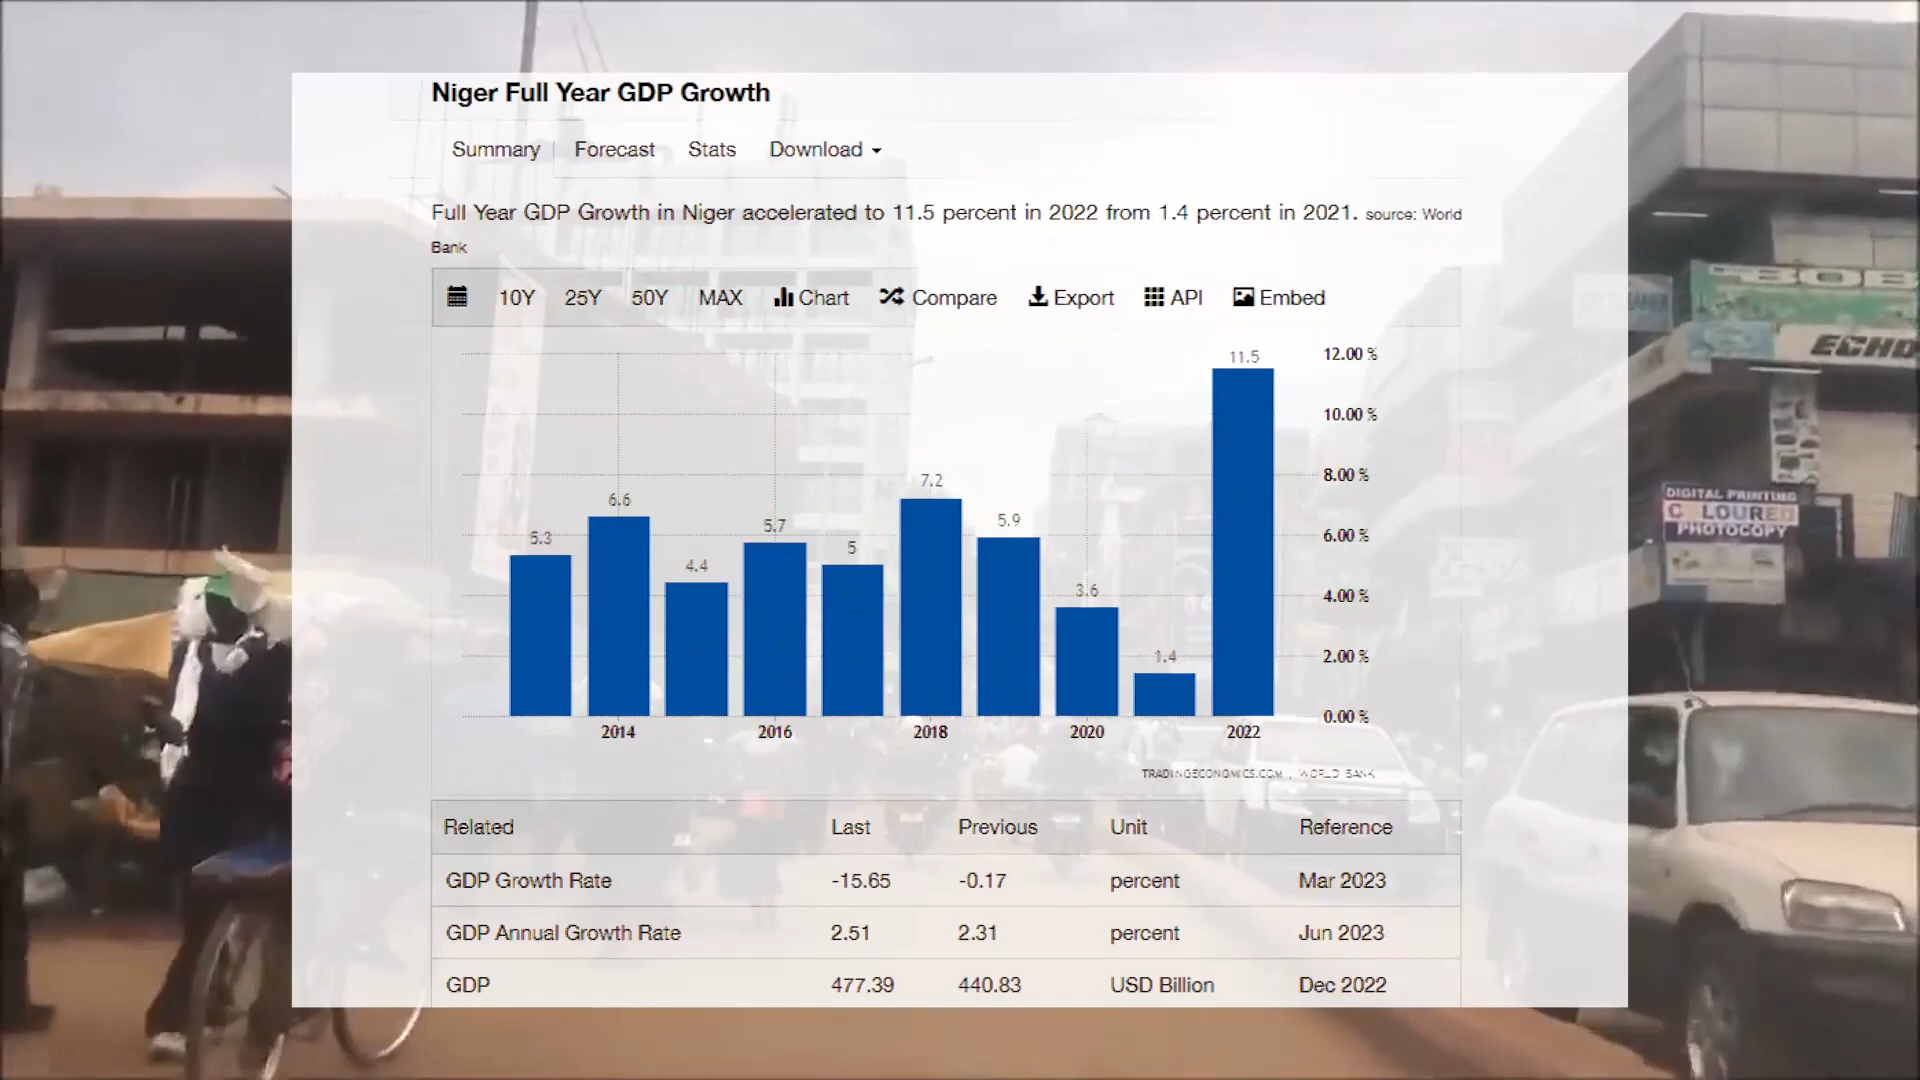 Niger Full Year GDP Growth
Summary Forecast Stats Download
Full Year GDP Growth in Niger accelerated to 11.5 percent in 2022 from 1.4 percent in 2021. source: World
Bank
10Y 25Y 50Y MAX Chart Compare Export API Embed
11.5
7.2
6.6
5.9
5.7
5.3
5
4.4
3.6
1.4
12.00 %
10.00 %
8.00 %
6.00 %
4.00 %
2.00 %
0.00 %
2014 2016 2018 2020 2022
TRADINGECONOMICS.COM , WORLD BANK
Related Last Previous Unit Reference
GDP Growth Rate -15.65 -0.17 percent Mar 2023
GDP Annual Growth Rate 2.51 2.31 percent Jun 2023
GDP 477.39 440.83 USD Billion Dec 2022
ECHO
DIGITAL PRINTING
C LOURED
PHOTOCOPY